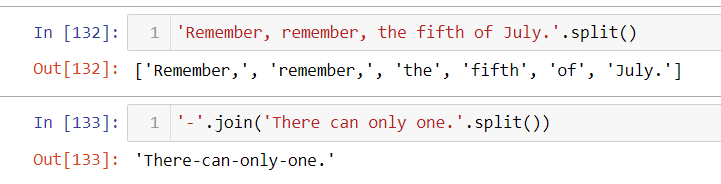 In [132]: 1 'Remember, remember, the fifth of July.'.split()
Out[132]: ['Remember,', 'remember,', 'the', 'fifth', 'of', 'July.']
In [133]: 1 '-'.join('There can only one.'.split())
Out[133]: 'There-can-only-one.'